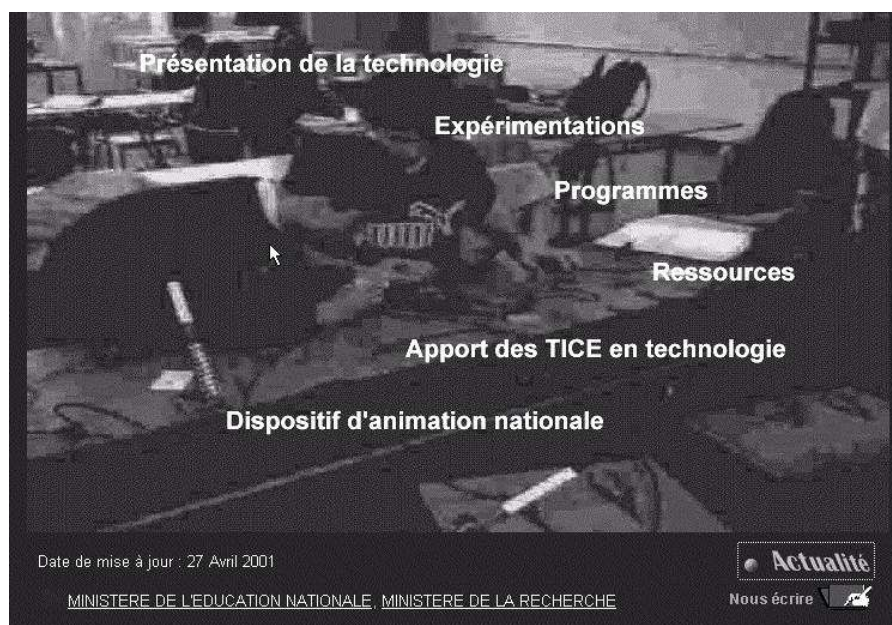 Présentation de la technologie
Expérimentations
Programmes
Ressources
Apport des TICE en technologie
Dispositif d'animation nationale
Date de mise à jour : 27 Avril 2001
Actualité
MINISTERE DE L'EDUCATION NATIONALE, MINISTERE DE LA RECHERCHE
Nous écrire